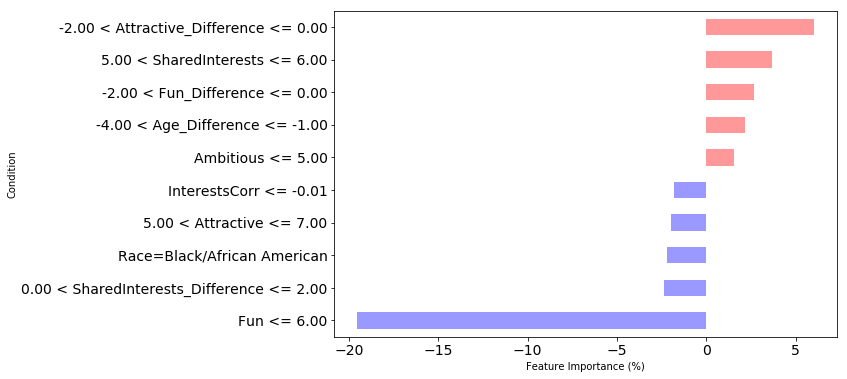 -2.00 < Attractive_Difference <= 0.00
5.00 < SharedInterests <= 6.00
-2.00 < Fun_Difference <= 0.00
-4.00 < Age_Difference <= -1.00
Ambitious <= 5.00
InterestsCorr <= -0.01
5.00 < Attractive <= 7.00
Race=Black/African American
0.00 < SharedInterests_Difference <= 2.00
Fun <= 6.00
Condition
−20 −15 −10 −5 0 5
Feature Importance (%)